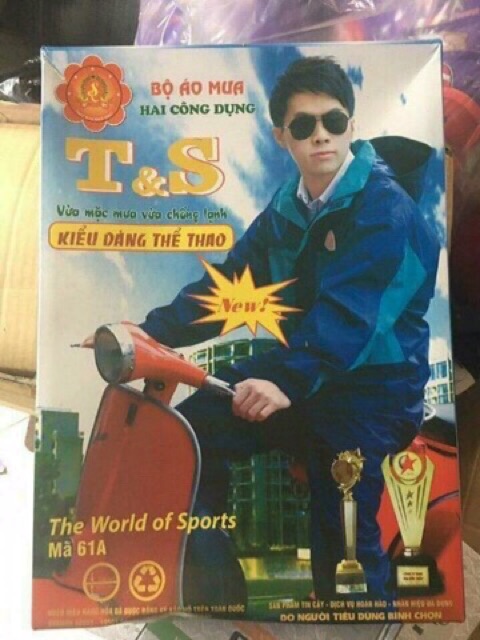 BỘ ÁO MƯA
HAI CÔNG DỤNG
T&S
Vừa mặc mưa vừa chống lạnh
KIỂU DÁNG THỂ THAO
New!
The World of Sports
Mã 61A
SẢN PHẨM TIN CẬY - DỊCH VỤ HOÀN HẢO - NHÃN HIỆU ƯA DÙNG
DO NGƯỜI TIÊU DÙNG BÌNH CHỌN